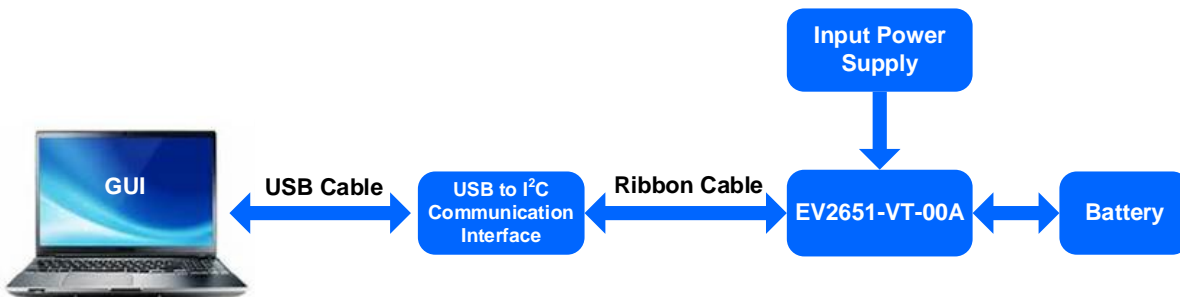 Input Power
Supply
GUI
USB Cable
USB to I²C
Communication
Interface
Ribbon Cable
EV2651-VT-00A
Battery